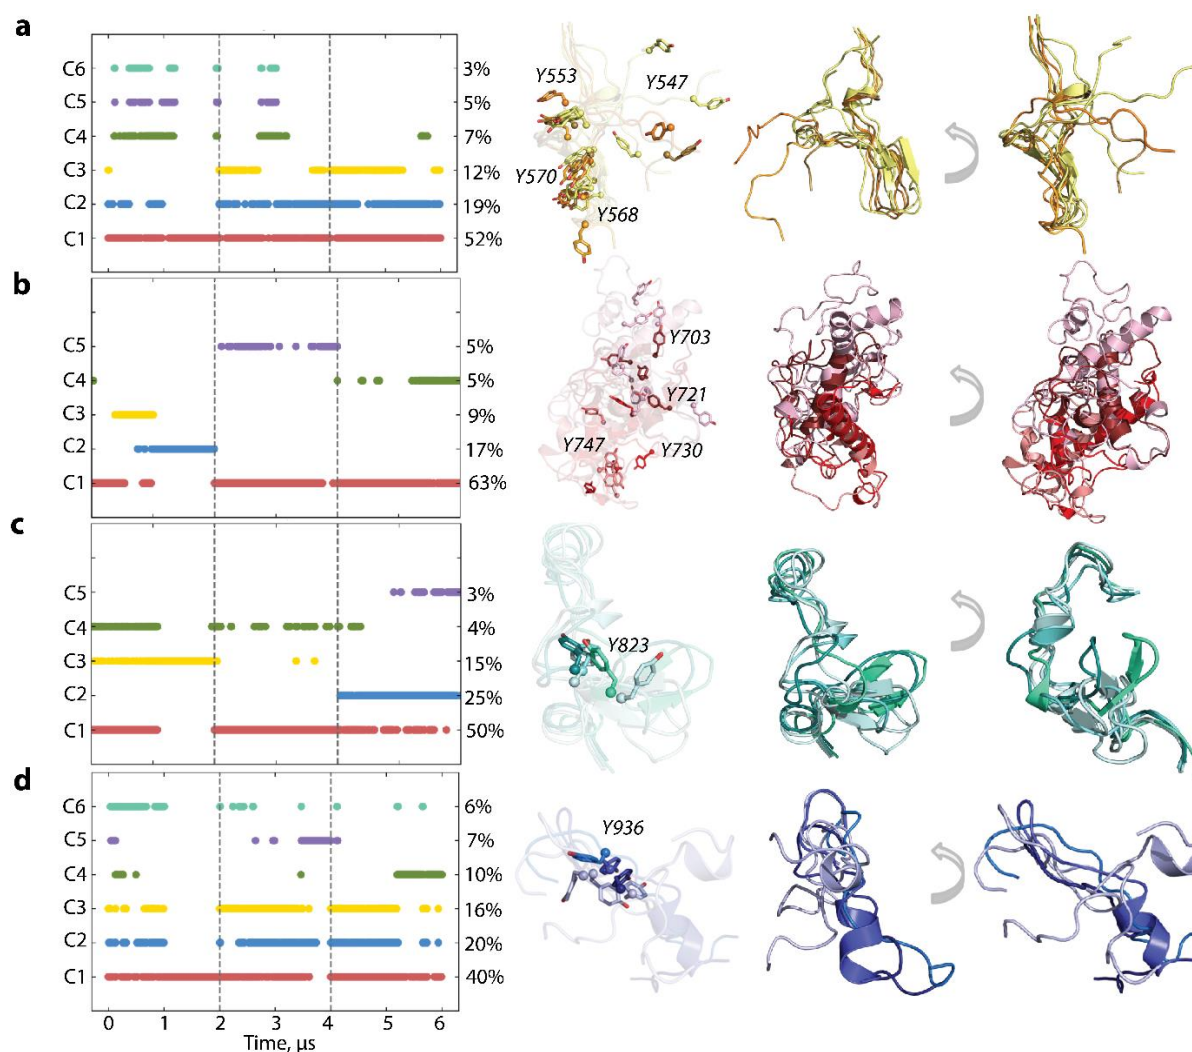 a
C6 3%
C5 5%
C4 7%
C3 12%
C2 19%
C1 52%
Y553 Y547
Y570
Y568
b
C5 5%
C4 5%
C3 9%
C2 17%
C1 63%
Y703
Y721
Y747 Y730
c
C5 3%
C4 4%
C3 15%
C2 25%
C1 50%
Y823
d
C6 6%
C5 7%
C4 10%
C3 16%
C2 20%
C1 40%
Y936
0 1 2 3 4 5 6
Time, μs